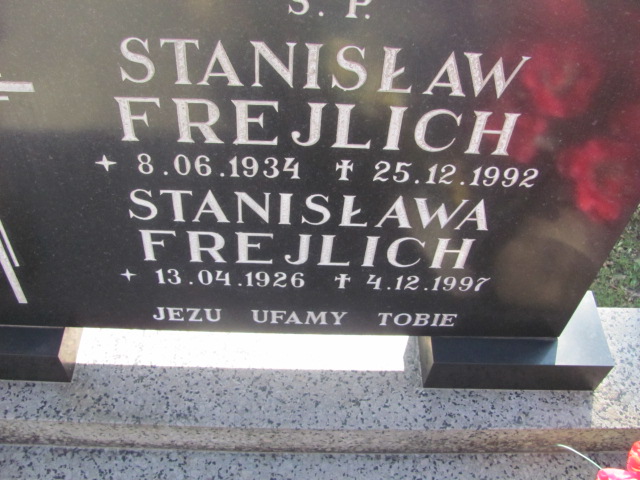 Ś. P.
STANISŁAW
FREJLICH
✦ 8.06.1934 ✝ 25.12.1992
STANISŁAWA
FREJLICH
✦ 13.04.1926 ✝ 4.12.1997
JEZU UFAMY TOBIE